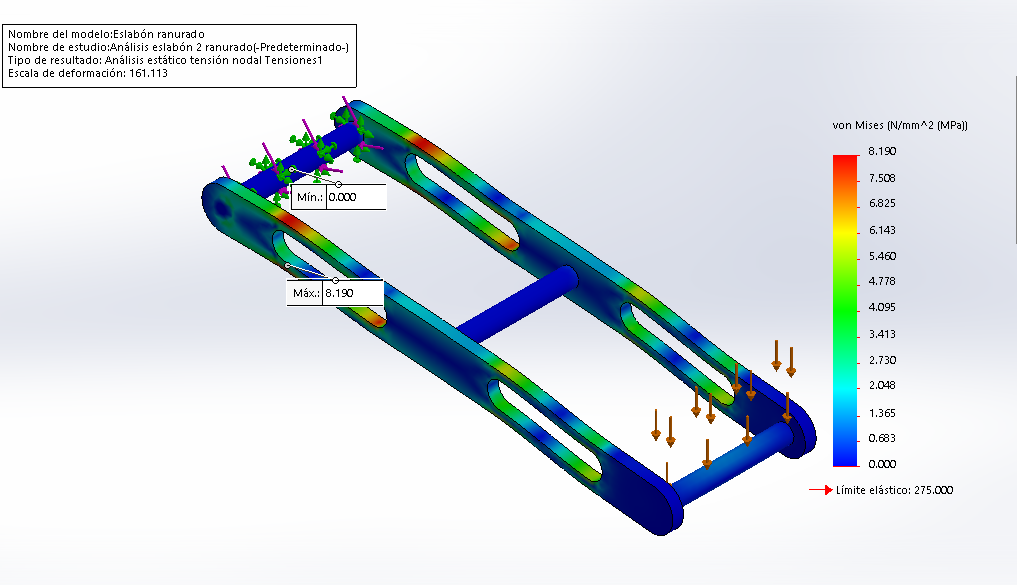 Nombre del modelo:Eslabón ranurado
Nombre de estudio:Análisis eslabón 2 ranurado(-Predeterminado-)
Tipo de resultado: Análisis estático tensión nodal Tensiones1
Escala de deformación: 161.113
von Mises (N/mm^2 (MPa))
8.190
7.508
6.825
6.143
5.460
4.778
4.095
3.413
2.730
2.048
1.365
0.683
0.000
Límite elástico: 275.000
Mín.: 0.000
Máx.: 8.190